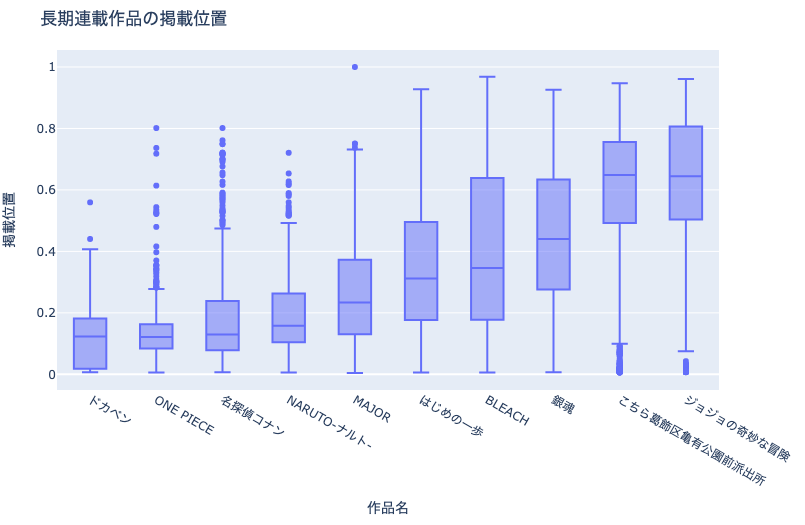 長期連載作品の掲載位置
掲載位置
1
0.8
0.6
0.4
0.2
0
ドカベン
ONE PIECE
名探偵コナン
NARUTO-ナルト-
MAJOR
はじめの一歩
BLEACH
銀魂
こちら葛飾区亀有公園前派出所
ジョジョの奇妙な冒険
作品名